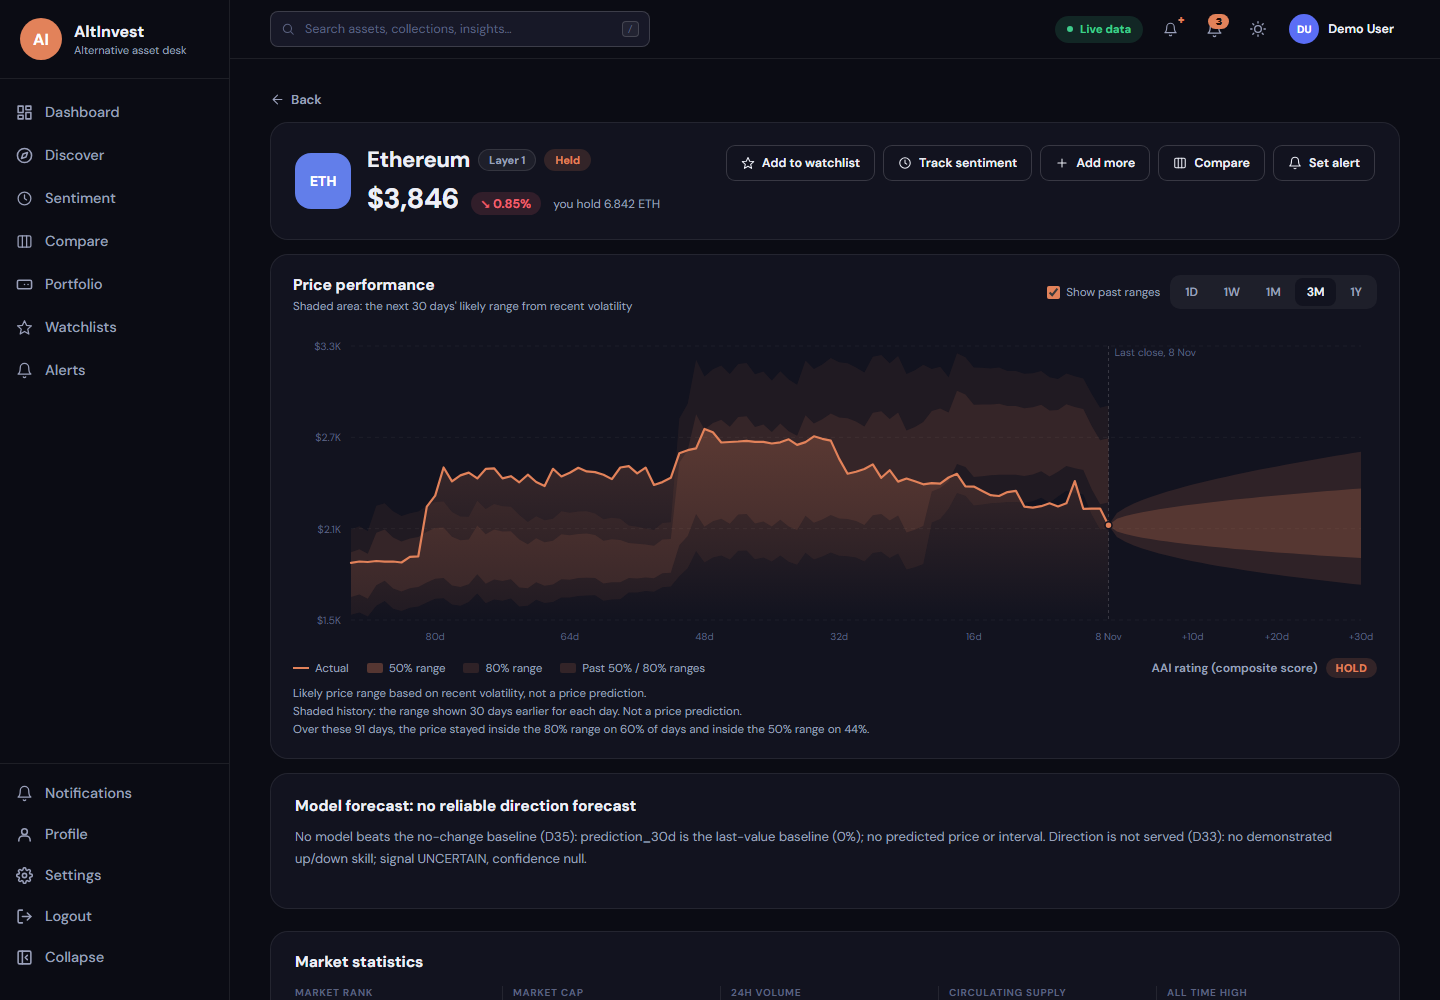 AI
AltInvest
Alternative asset desk
Search assets, collections, insights...
/
Live data
3
DU
Demo User
Dashboard
Discover
Sentiment
Compare
Portfolio
Watchlists
Alerts
Notifications
Profile
Settings
Logout
Collapse
Back
ETH
Ethereum
Layer 1
Held
$3,846
↘ 0.85%
you hold 6.842 ETH
Add to watchlist
Track sentiment
Add more
Compare
Set alert
Price performance
Shaded area: the next 30 days' likely range from recent volatility
Show past ranges
1D
1W
1M
3M
1Y
$3.3K
$2.7K
$2.1K
$1.5K
Last close, 8 Nov
80d
64d
48d
32d
16d
8 Nov
+10d
+20d
+30d
Actual
50% range
80% range
Past 50% / 80% ranges
AAI rating (composite score)
HOLD
Likely price range based on recent volatility, not a price prediction.
Shaded history: the range shown 30 days earlier for each day. Not a price prediction.
Over these 91 days, the price stayed inside the 80% range on 60% of days and inside the 50% range on 44%.
Model forecast: no reliable direction forecast
No model beats the no-change baseline (D35): prediction_30d is the last-value baseline (0%); no predicted price or interval. Direction is not served (D33): no demonstrated
up/down skill; signal UNCERTAIN, confidence null.
Market statistics
MARKET RANK
MARKET CAP
24H VOLUME
CIRCULATING SUPPLY
ALL TIME HIGH